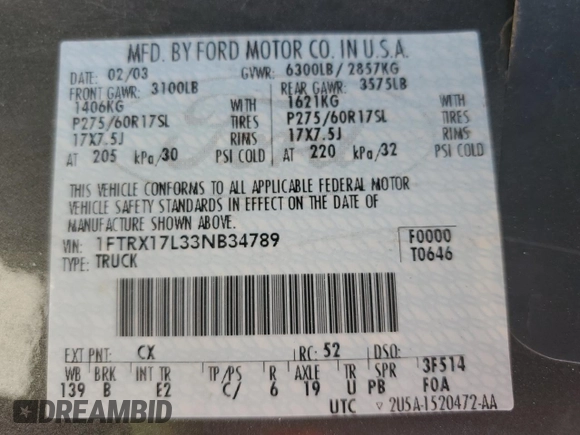 MFD. BY FORD MOTOR CO. IN U.S.A.
DATE: 02/03 GVWR: 6300LB/ 2857KG
FRONT GAWR: 3100LB REAR GAWR: 3575LB
1406KG WITH 1621KG WITH
P275/60R17SL TIRES P275/60R17SL TIRES
17X7.5J RIMS 17X7.5J RIMS
AT 205 kPa/30 PSI COLD AT 220 kPa/32 PSI COLD
THIS VEHICLE CONFORMS TO ALL APPLICABLE FEDERAL MOTOR
VEHICLE SAFETY STANDARDS IN EFFECT ON THE DATE OF
MANUFACTURE SHOWN ABOVE.
VIN: 1FTRX17L33NB34789 F0000
TYPE: TRUCK T0646
EXT PNT: CX RC: 52 DSO:
WB BRK INT TR TP/PS R AXLE TR SPR 3F514
139 B E2 C/ 6 19 U PB F0A
UTC ▽ 2U5A-1520472-AA
DREAMBID